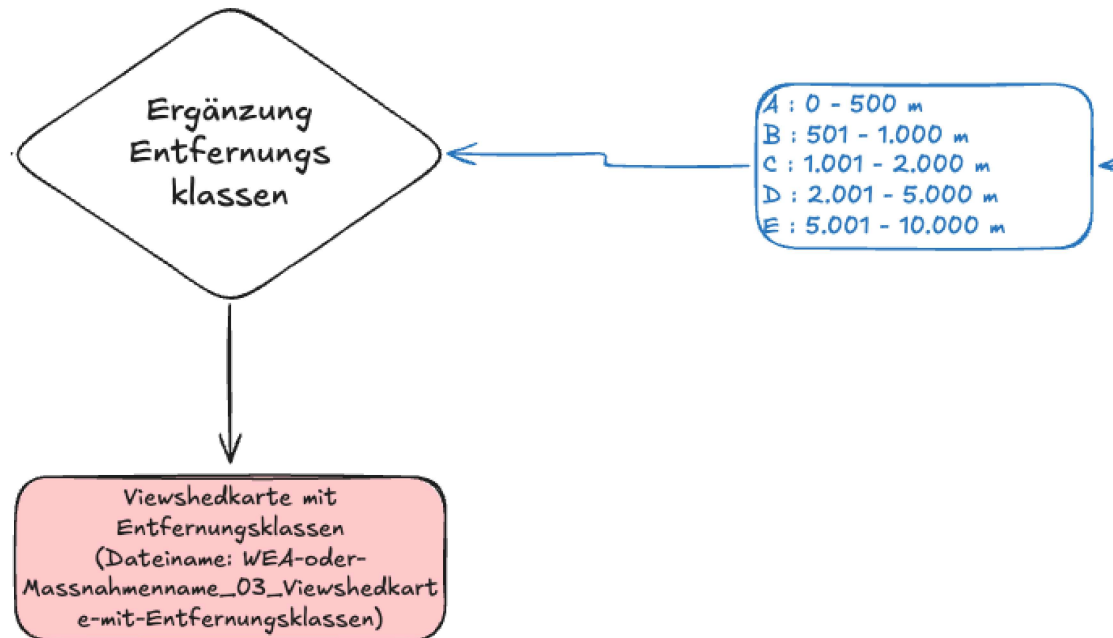 Ergänzung
Entfernungs
klassen
A : 0 - 500 m
B : 501 - 1.000 m
C : 1.001 - 2.000 m
D : 2.001 - 5.000 m
E : 5.001 - 10.000 m
Viewshedkarte mit
Entfernungsklassen
(Dateiname: WEA-oder-
Massnahmenname_03_Viewshedkart
e-mit-Entfernungsklassen)